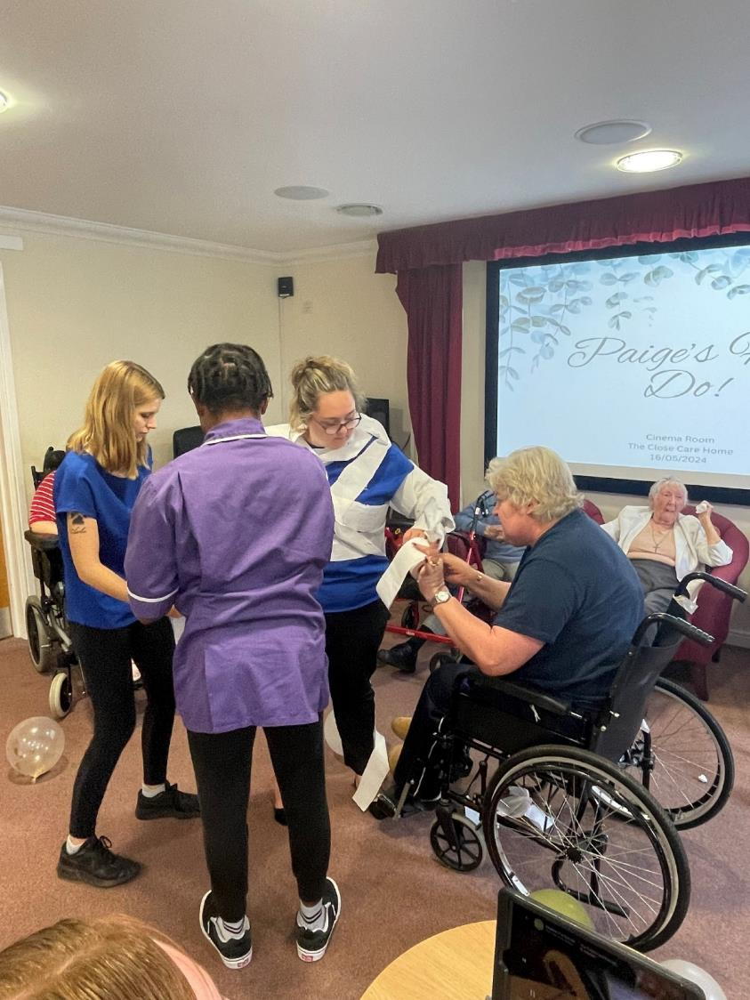 Paige's
Do!
Cinema Room
The Close Care Home
16/05/2024